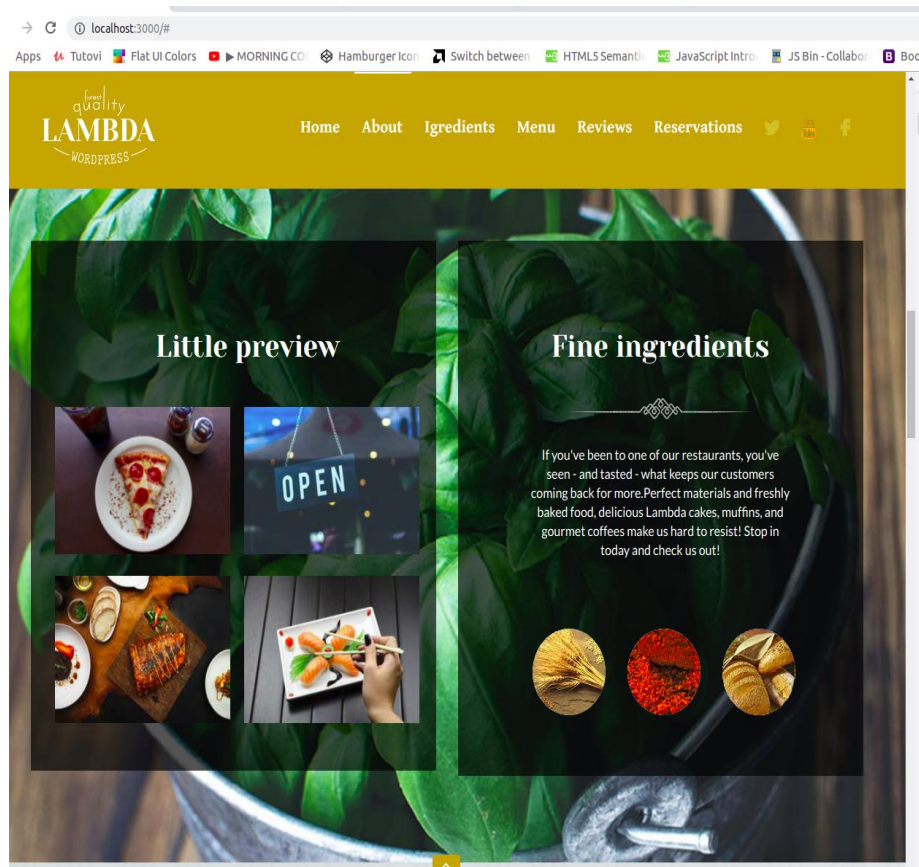 localhost:3000/#
Apps Tutovi Flat UI Colors ▶ MORNING CO Hamburger Icon Switch between HTML5 Semanti JavaScript Intro JS Bin - Collabor Boo
finest
quality
LAMBDA
WORDPRESS
Home About Igredients Menu Reviews Reservations
Little preview
Fine ingredients
OPEN
If you've been to one of our restaurants, you've
seen - and tasted - what keeps our customers
coming back for more.Perfect materials and freshly
baked food, delicious Lambda cakes, muffins, and
gourmet coffees make us hard to resist! Stop in
today and check us out!